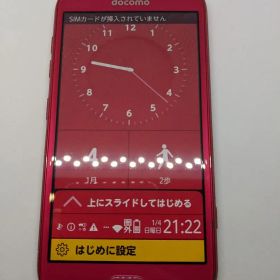 docomo
SIMカードが挿入されていません
12
11 1
10 2
9 3
8 4
7 5
6
4
1月 2歩
上にスライドしてはじめる
圏外 1/4 日曜日 21:22
はじめに設定